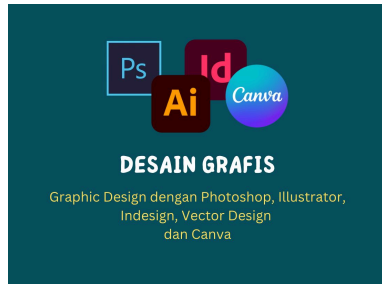 Ps
Id
Ai
Canva
DESAIN GRAFIS
Graphic Design dengan Photoshop, Illustrator,
Indesign, Vector Design
dan Canva